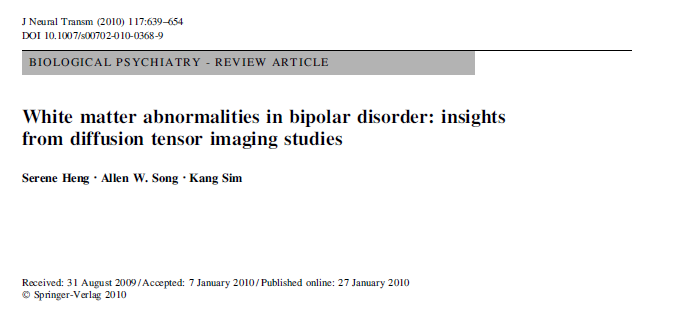 J Neural Transm (2010) 117:639–654
DOI 10.1007/s00702-010-0368-9
BIOLOGICAL PSYCHIATRY - REVIEW ARTICLE
White matter abnormalities in bipolar disorder: insights
from diffusion tensor imaging studies
Serene Heng · Allen W. Song · Kang Sim
Received: 31 August 2009 / Accepted: 7 January 2010 / Published online: 27 January 2010
© Springer-Verlag 2010